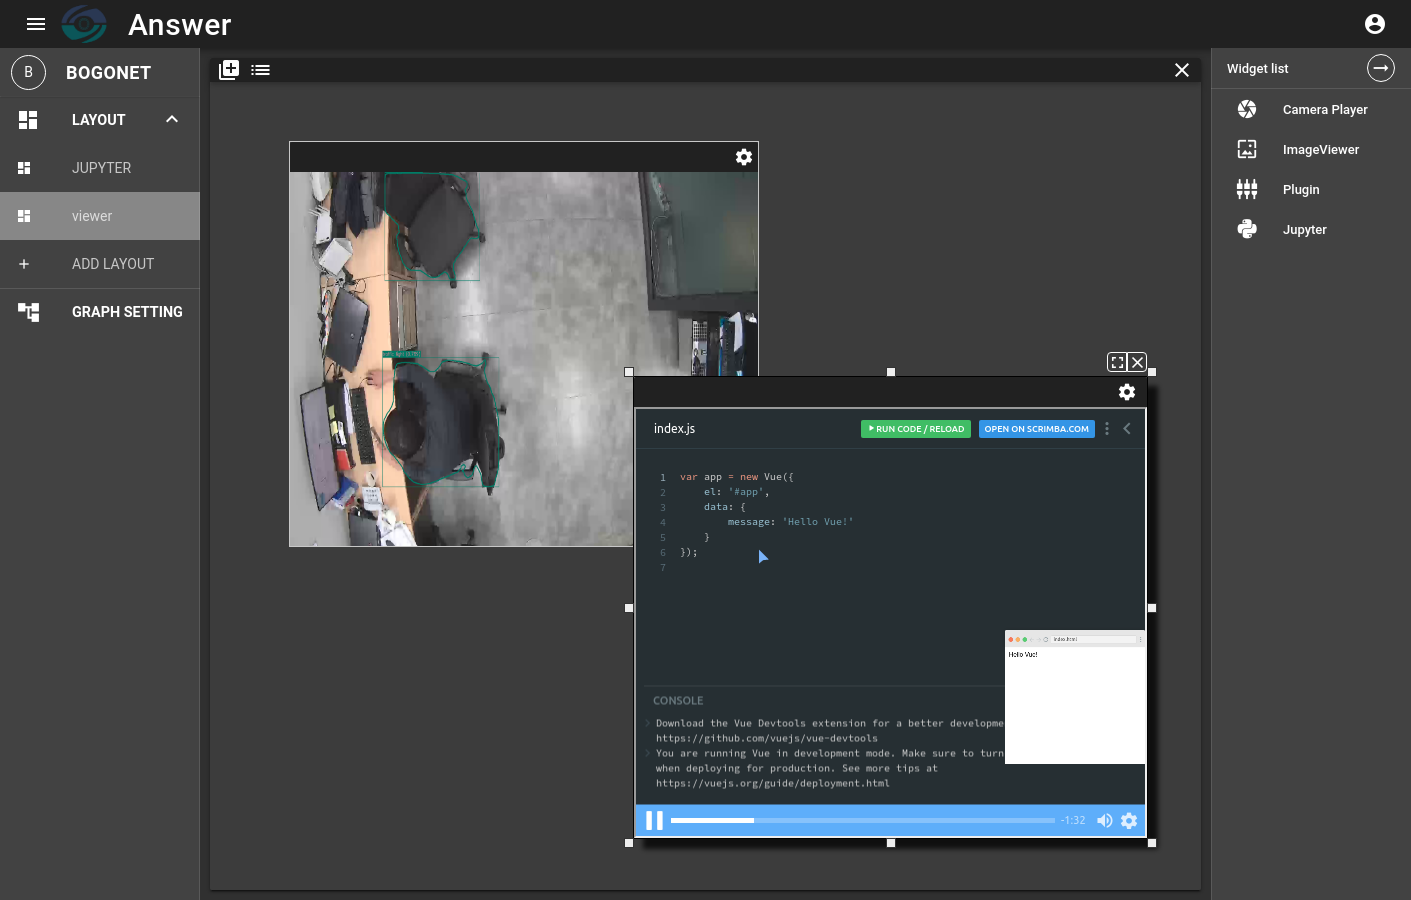 Answer
B BOGONET
LAYOUT
JUPYTER
viewer
ADD LAYOUT
GRAPH SETTING
Widget list
Camera Player
ImageViewer
Plugin
Jupyter
index.js
RUN CODE / RELOAD
OPEN ON SCRIMBA.COM
1 var app = new Vue({
2 el: '#app',
3 data: {
4 message: 'Hello Vue!'
5 }
6 });
7
index.html
Hello Vue!
CONSOLE
> Download the Vue Devtools extension for a better developme
https://github.com/vuejs/vue-devtools
> You are running Vue in development mode. Make sure to turn
when deploying for production. See more tips at
https://vuejs.org/guide/deployment.html
-1:32